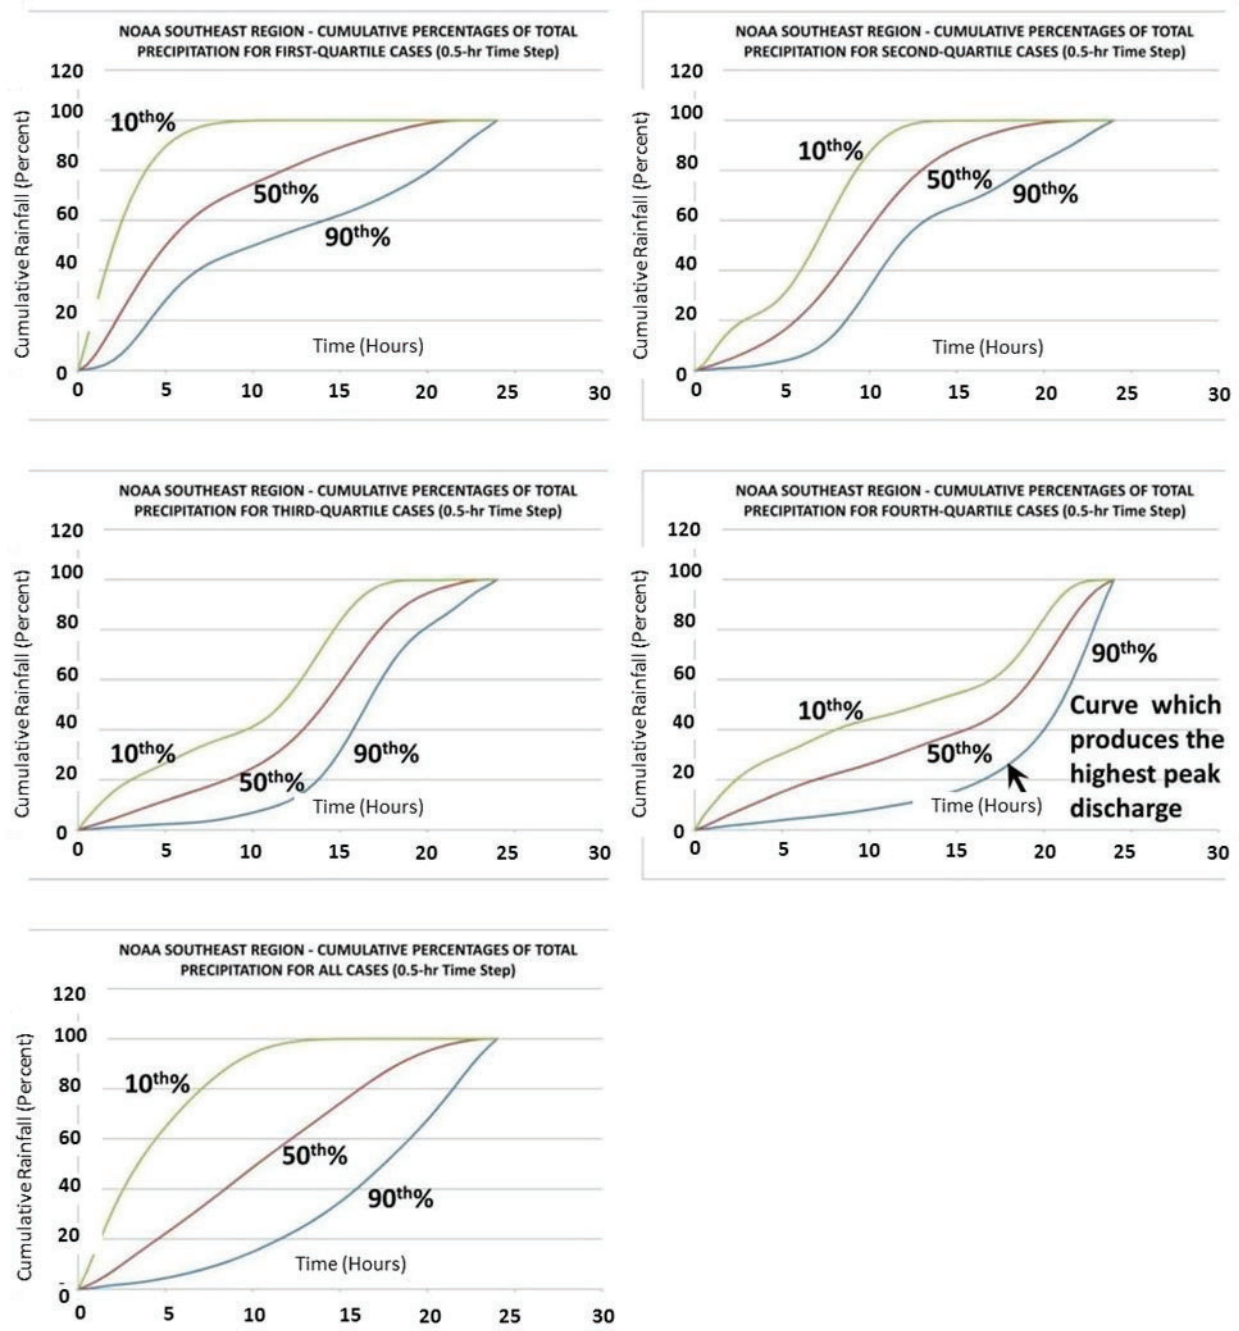 NOAA SOUTHEAST REGION - CUMULATIVE PERCENTAGES OF TOTAL
PRECIPITATION FOR FIRST-QUARTILE CASES (0.5-hr Time Step)
120
100
80
60
40
20
0
Cumulative Rainfall (Percent)
10th%
50th%
90th%
Time (Hours)
0 5 10 15 20 25 30
NOAA SOUTHEAST REGION - CUMULATIVE PERCENTAGES OF TOTAL
PRECIPITATION FOR SECOND-QUARTILE CASES (0.5-hr Time Step)
120
100
80
60
40
20
0
Cumulative Rainfall (Percent)
10th%
50th%
90th%
Time (Hours)
0 5 10 15 20 25 30
NOAA SOUTHEAST REGION - CUMULATIVE PERCENTAGES OF TOTAL
PRECIPITATION FOR THIRD-QUARTILE CASES (0.5-hr Time Step)
120
100
80
60
40
20
0
Cumulative Rainfall (Percent)
10th%
90th%
50th%
Time (Hours)
0 5 10 15 20 25 30
NOAA SOUTHEAST REGION - CUMULATIVE PERCENTAGES OF TOTAL
PRECIPITATION FOR FOURTH-QUARTILE CASES (0.5-hr Time Step)
120
100
80
60
40
20
0
Cumulative Rainfall (Percent)
90th%
10th%
50th%
Curve which
produces the
highest peak
discharge
Time (Hours)
0 5 10 15 20 25 30
NOAA SOUTHEAST REGION - CUMULATIVE PERCENTAGES OF TOTAL
PRECIPITATION FOR ALL CASES (0.5-hr Time Step)
120
100
80
60
40
20
0
Cumulative Rainfall (Percent)
10th%
50th%
90th%
Time (Hours)
0 5 10 15 20 25 30